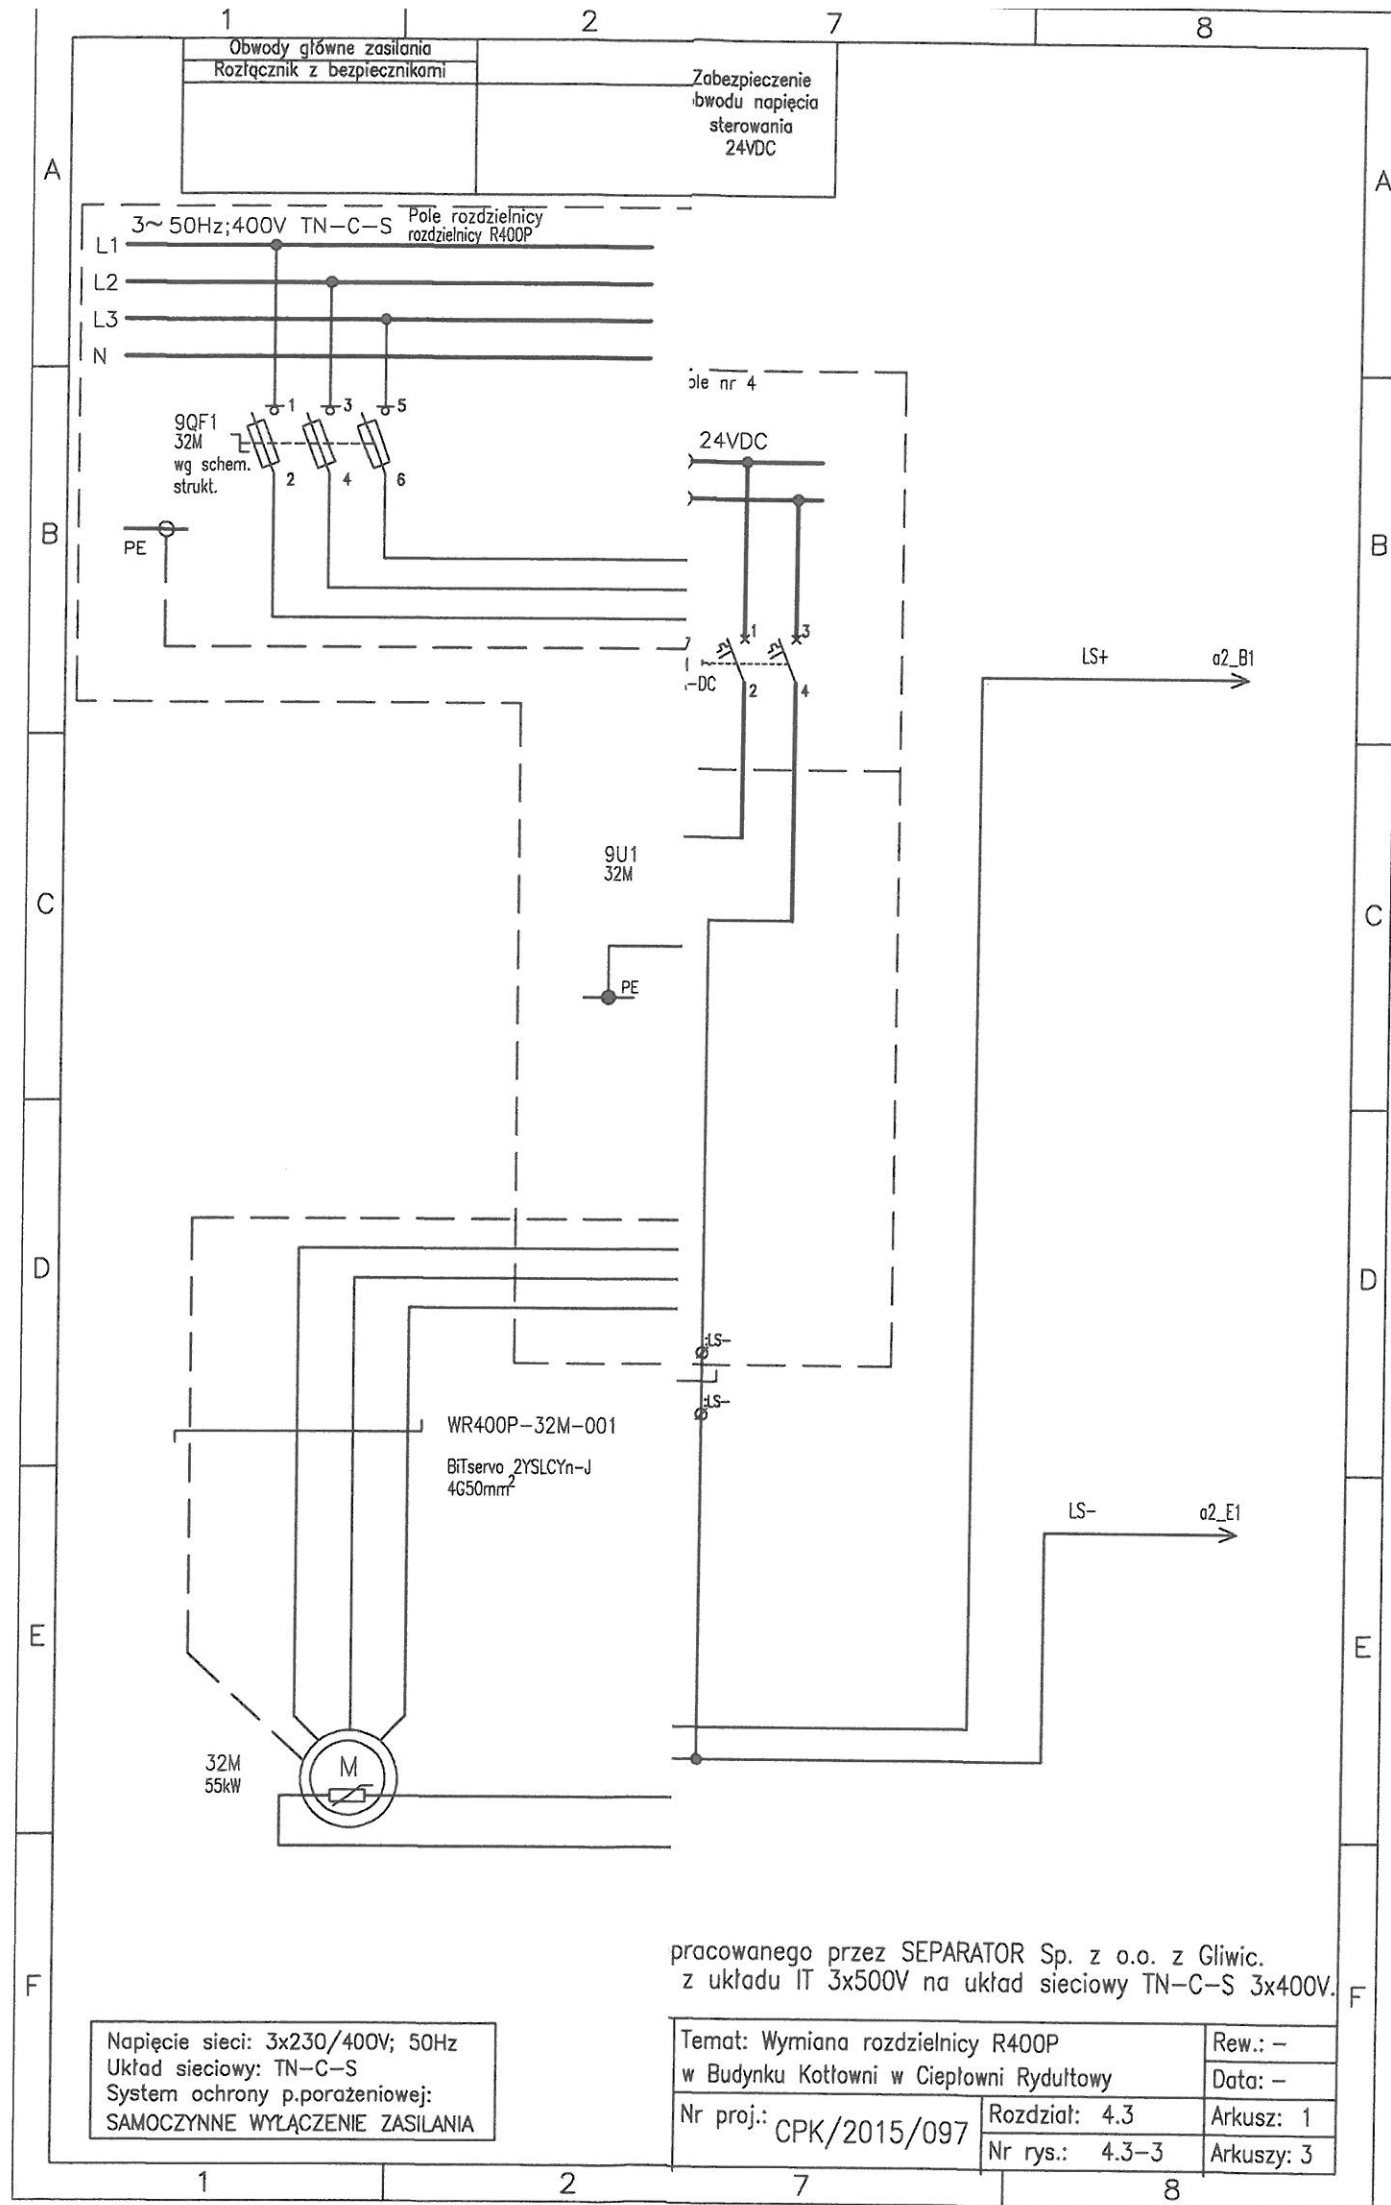 1
2
7
8
Obwody główne zasilania
Rozłącznik z bezpiecznikami
Zabezpieczenie
bwodu napięcia
sterowania
24VDC
A
A
3~ 50Hz;400V TN-C-S
Pole rozdzielnicy
rozdzielnicy R400P
L1
L2
L3
N
ole nr 4
1
3
5
9QF1
32M
wg schem.
strukt.
2
4
6
24VDC
B
B
PE
1
3
-DC
2
4
LS+
a2_B1
9U1
32M
C
C
PE
D
D
:LS-
:LS-
WR400P-32M-001
BiTservo 2YSLCYn-J
4G50mm²
LS-
a2_E1
E
E
32M
55kW
M
pracowanego przez SEPARATOR Sp. z o.o. z Gliwic.
z układu IT 3x500V na układ sieciowy TN-C-S 3x400V.
F
F
Napięcie sieci: 3x230/400V; 50Hz
Układ sieciowy: TN-C-S
System ochrony p.porażeniowej:
SAMOCZYNNE WYŁĄCZENIE ZASILANIA
Temat: Wymiana rozdzielnicy R400P
w Budynku Kotłowni w Ciepłowni Rydułtowy
Rew.: -
Data: -
Nr proj.: CPK/2015/097
Rozdział: 4.3
Arkusz: 1
Nr rys.: 4.3-3
Arkuszy: 3
1
2
7
8